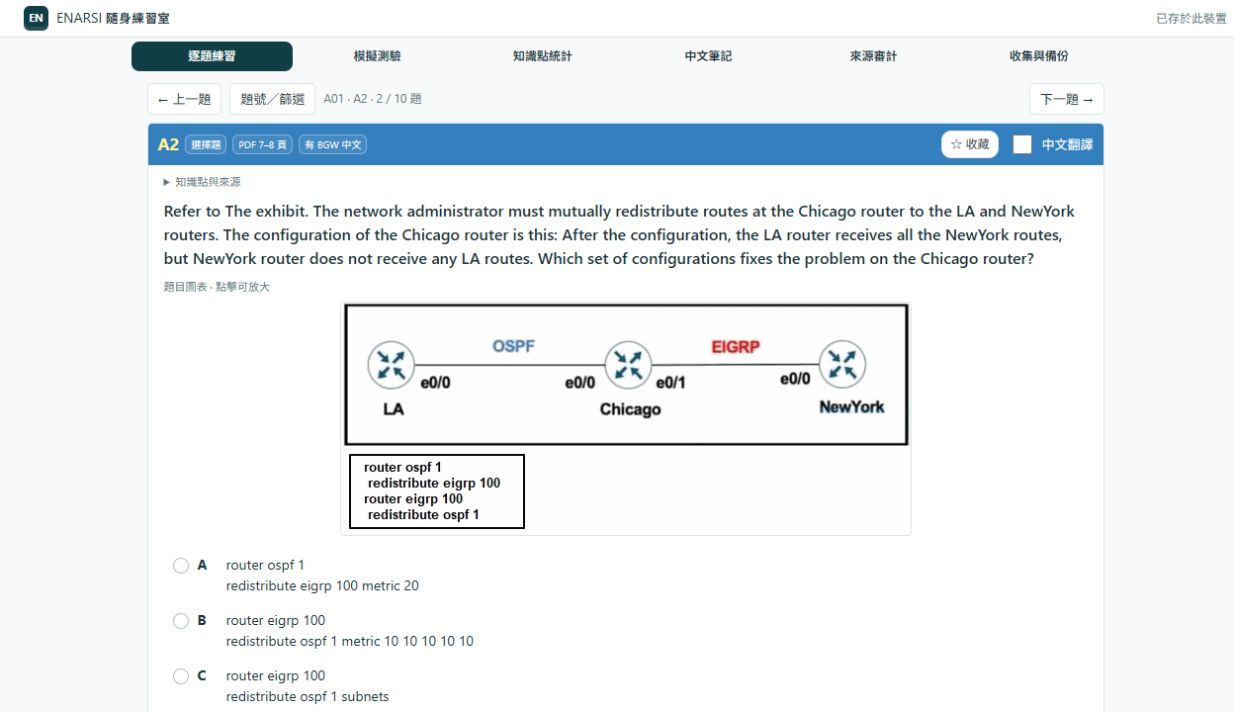 EN ENARSI 隨身練習室 已存於此裝置
逐題練習 模擬測驗 知識點統計 中文筆記 來源審計 收集與備份
← 上一題 題號／篩選 A01 · A2 · 2 / 10 題 下一題 →
A2 選擇題 PDF 7–8 頁 有 BGW 中文 ☆ 收藏 中文翻譯
▶ 知識點與來源
Refer to The exhibit. The network administrator must mutually redistribute routes at the Chicago router to the LA and NewYork
routers. The configuration of the Chicago router is this: After the configuration, the LA router receives all the NewYork routes,
but NewYork router does not receive any LA routes. Which set of configurations fixes the problem on the Chicago router?
題目圖表 · 點擊可放大
OSPF EIGRP
e0/0 e0/0 e0/1 e0/0
LA Chicago NewYork
router ospf 1
redistribute eigrp 100
router eigrp 100
redistribute ospf 1
A router ospf 1
redistribute eigrp 100 metric 20
B router eigrp 100
redistribute ospf 1 metric 10 10 10 10 10
C router eigrp 100
redistribute ospf 1 subnets